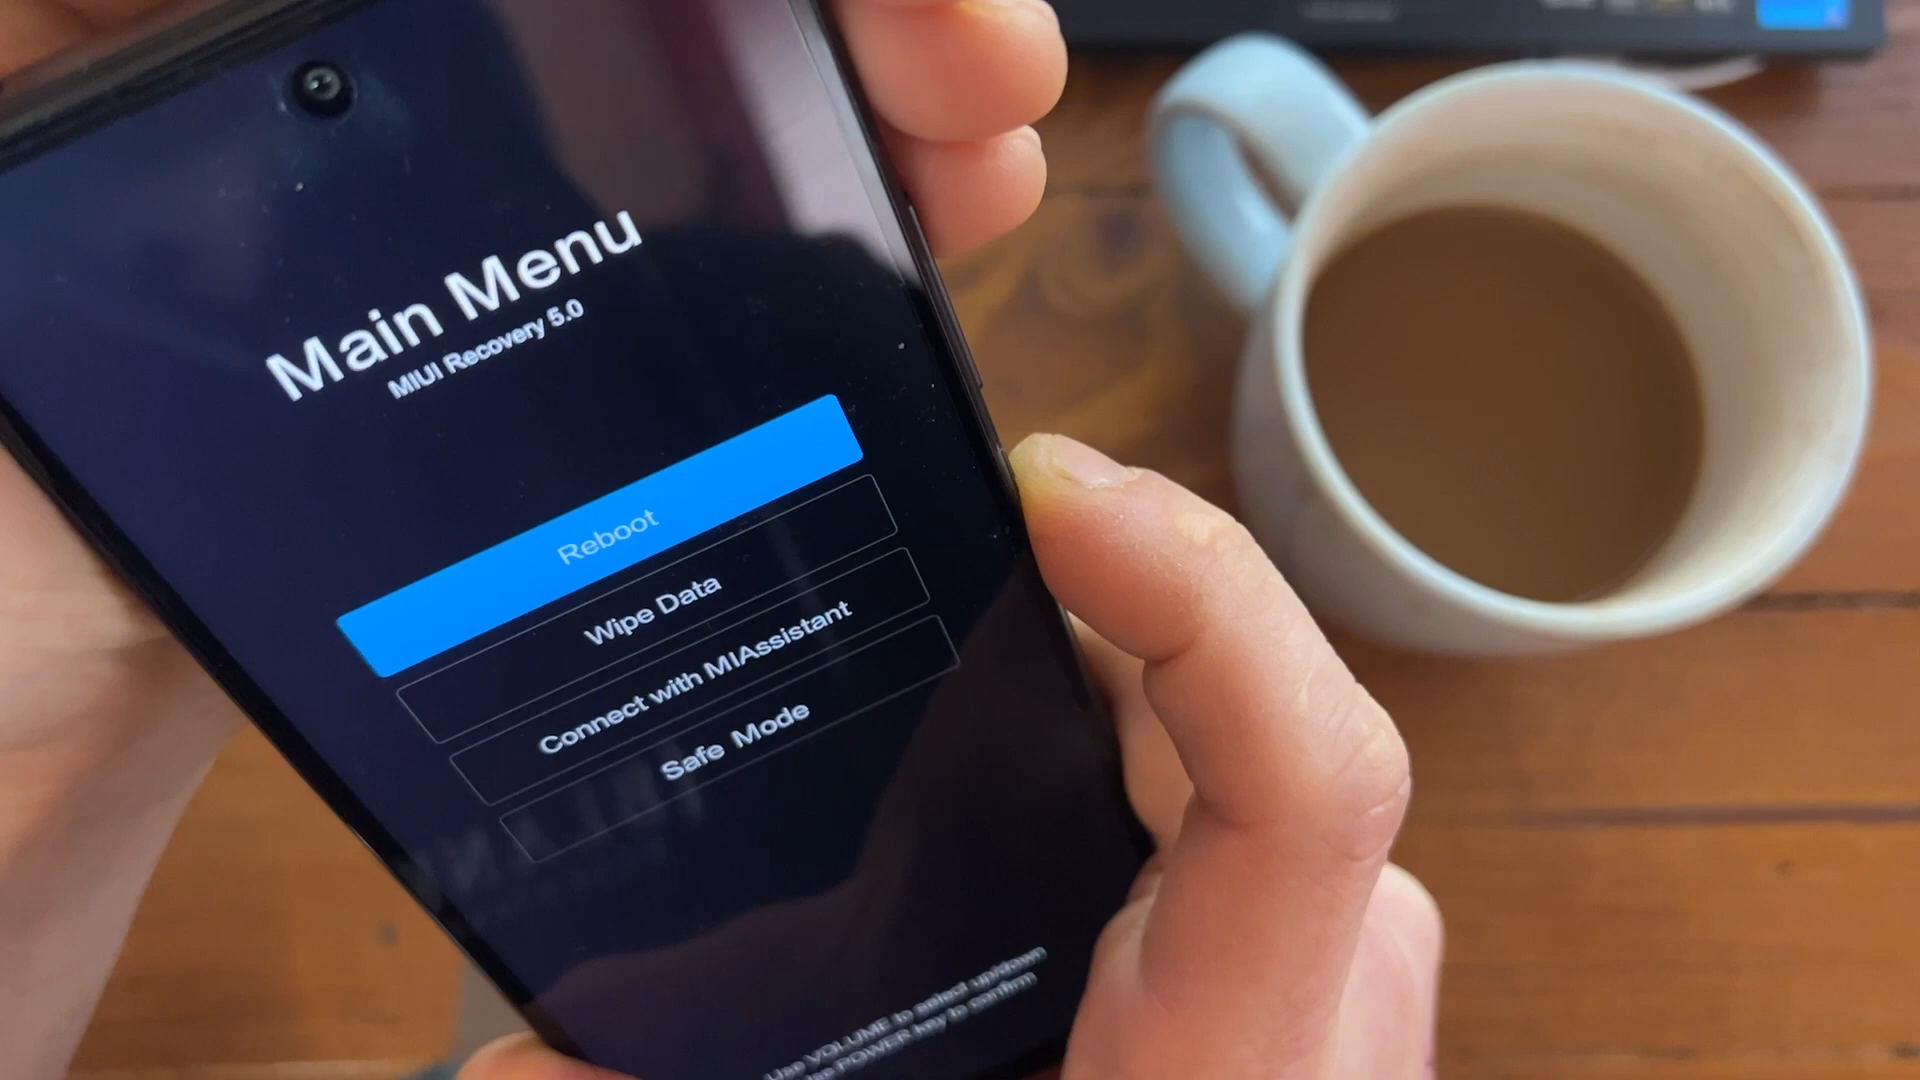 Main Menu
MIUI Recovery 5.0
Reboot
Wipe Data
Connect with MIAssistant
Safe Mode
Use VOLUME to select up/down
Use POWER key to confirm